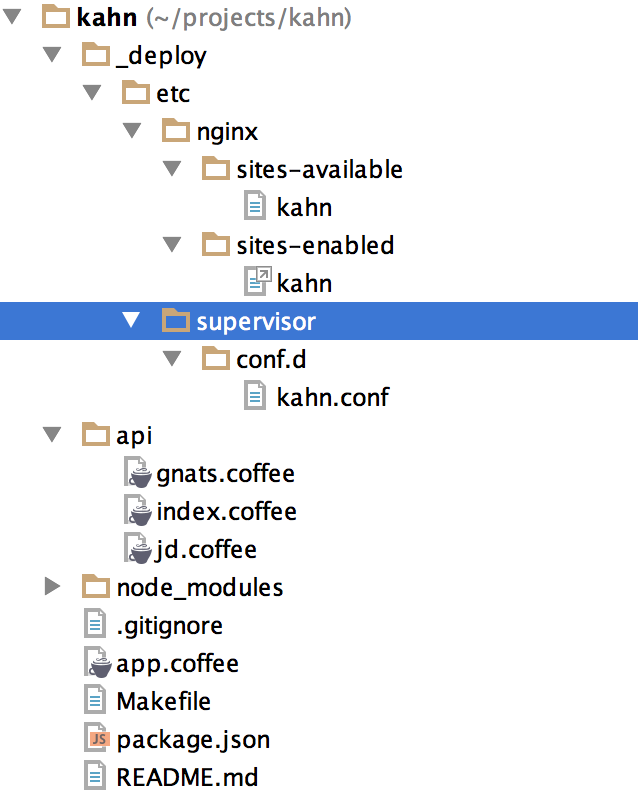 kahn (~/projects/kahn)
_deploy
etc
nginx
sites-available
kahn
sites-enabled
kahn
supervisor
conf.d
kahn.conf
api
gnats.coffee
index.coffee
jd.coffee
node_modules
.gitignore
app.coffee
Makefile
JS package.json
README.md